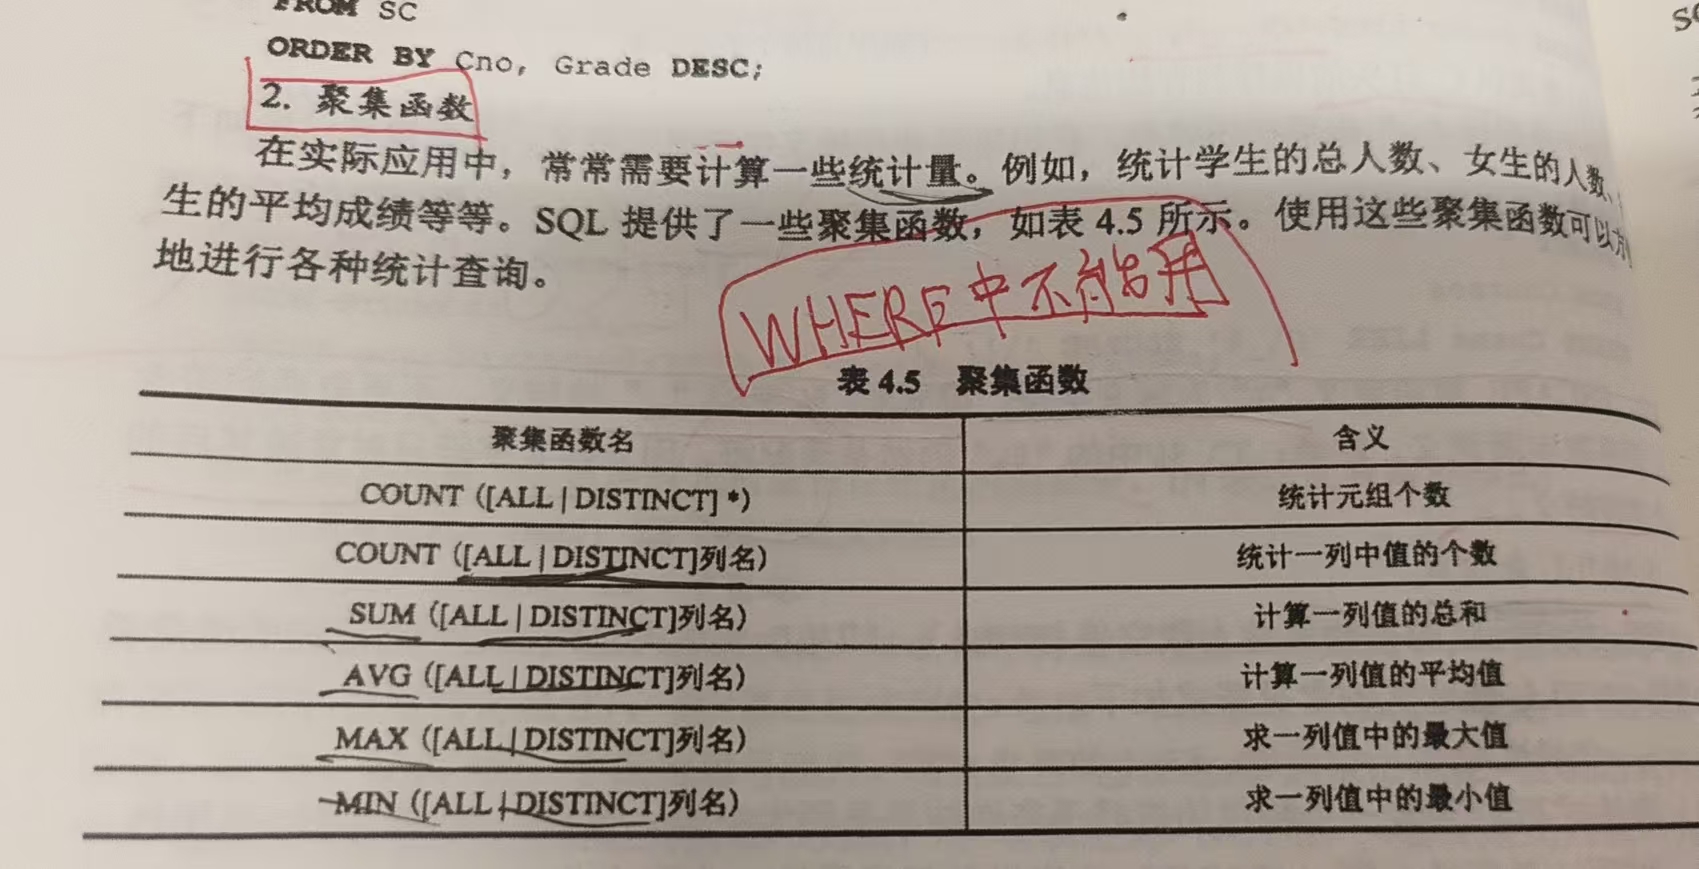 FROM SC
ORDER BY Cno, Grade DESC;
2. 聚集函数
在实际应用中，常常需要计算一些统计量。例如，统计学生的总人数、女生的人数、
生的平均成绩等等。SQL 提供了一些聚集函数，如表 4.5 所示。使用这些聚集函数可以方
地进行各种统计查询。
WHERE中不能用
表 4.5 聚集函数
聚集函数名 含义
COUNT ([ALL | DISTINCT] *) 统计元组个数
COUNT ([ALL | DISTINCT]列名) 统计一列中值的个数
SUM ([ALL | DISTINCT]列名) 计算一列值的总和
AVG ([ALL | DISTINCT]列名) 计算一列值的平均值
MAX ([ALL | DISTINCT]列名) 求一列值中的最大值
MIN ([ALL | DISTINCT]列名) 求一列值中的最小值